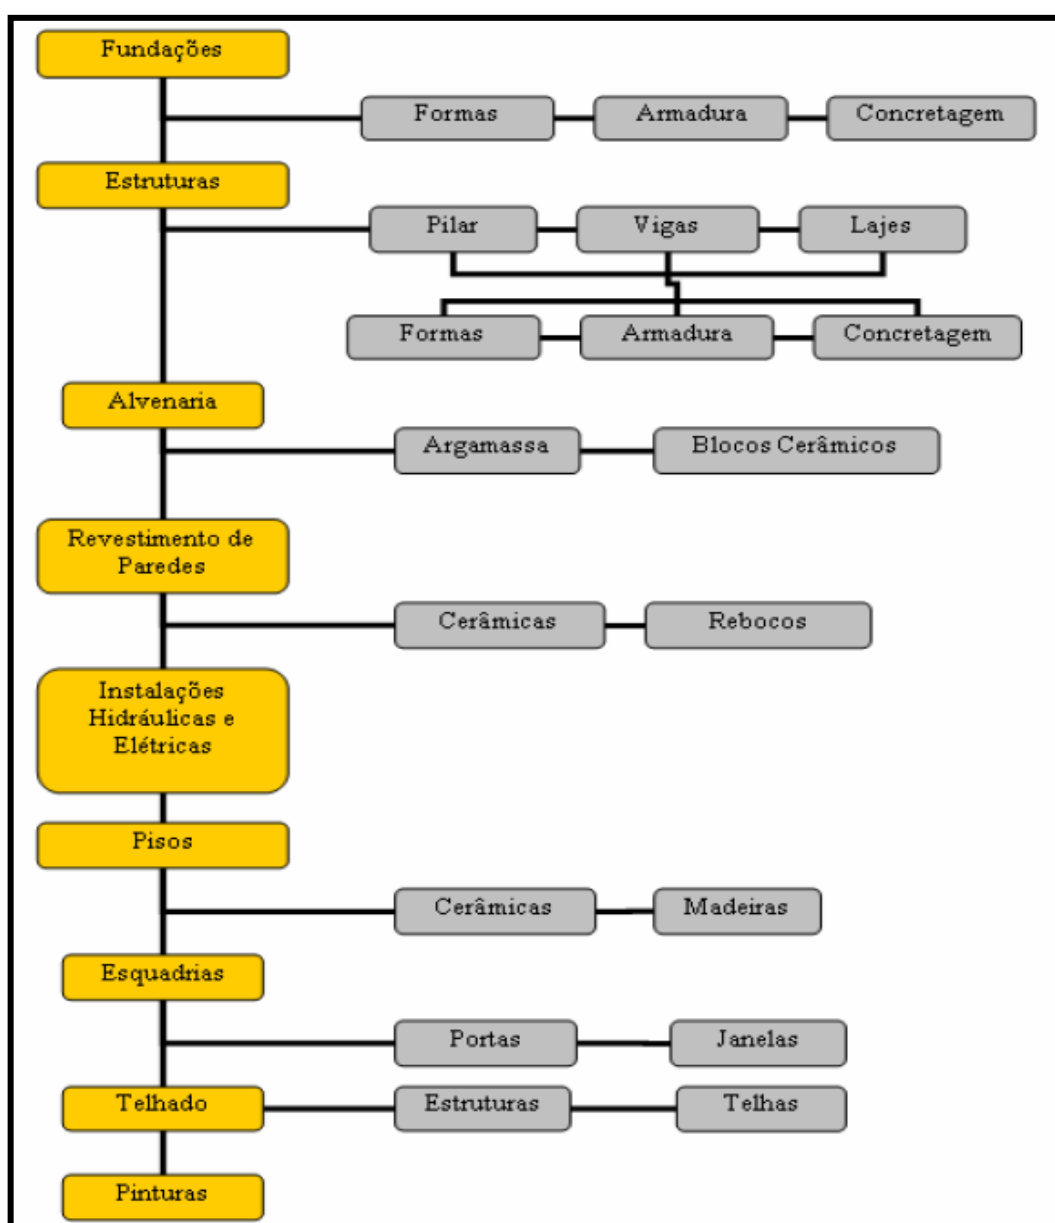 Fundações
Formas
Armadura
Concretagem
Estruturas
Pilar
Vigas
Lajes
Formas
Armadura
Concretagem
Alvenaria
Argamassa
Blocos Cerâmicos
Revestimento de
Paredes
Cerâmicas
Rebocos
Instalações
Hidráulicas e
Elétricas
Pisos
Cerâmicas
Madeiras
Esquadrias
Portas
Janelas
Telhado
Estruturas
Telhas
Pinturas